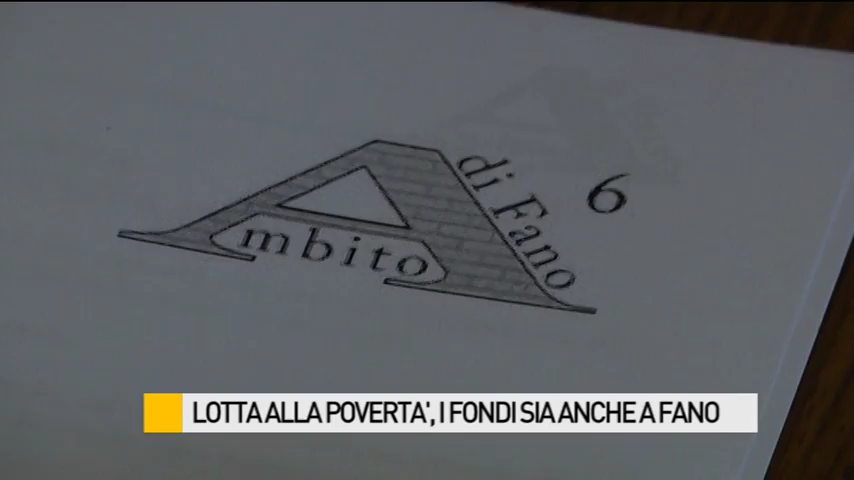 Ambito
di Fano
6
LOTTA ALLA POVERTA', I FONDI SIA ANCHE A FANO